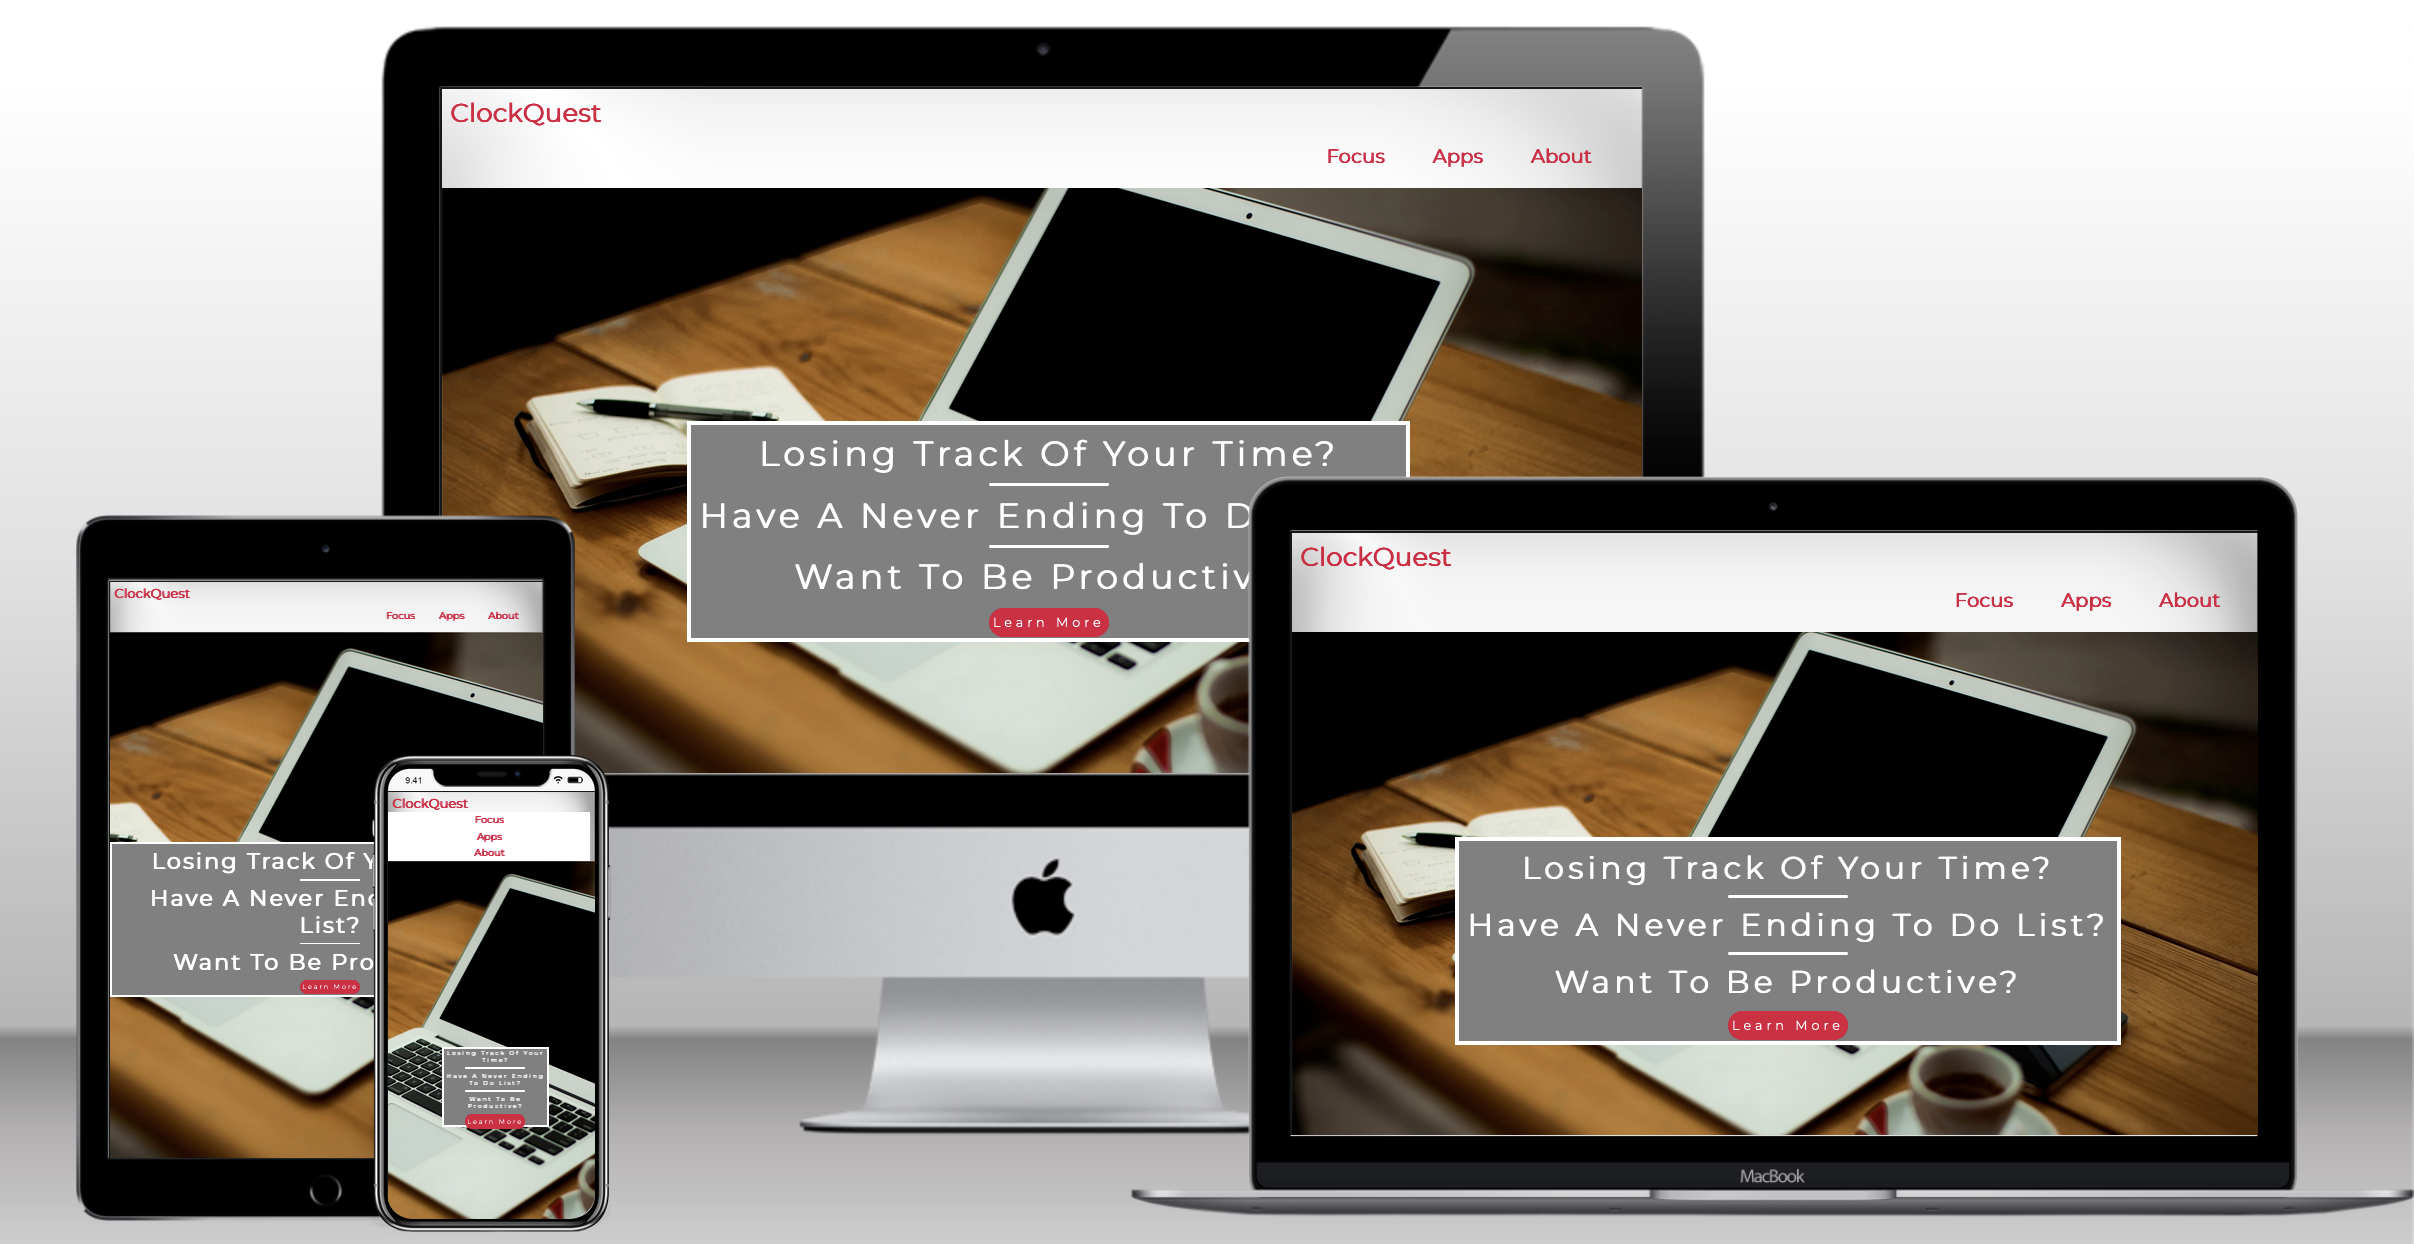 ClockQuest
Focus Apps About
Losing Track Of Your Time?
Have A Never Ending To D
Want To Be Productiv
Learn More
ClockQuest
Focus Apps About
Losing Track Of Y
Have A Never End
List?
Want To Be Pro
Learn More
9.41
ClockQuest
Focus
Apps
About
Losing Track Of Your
Time?
Have A Never Ending
To Do List?
Want To Be
Productive?
Learn More
ClockQuest
Focus Apps About
Losing Track Of Your Time?
Have A Never Ending To Do List?
Want To Be Productive?
Learn More
MacBook